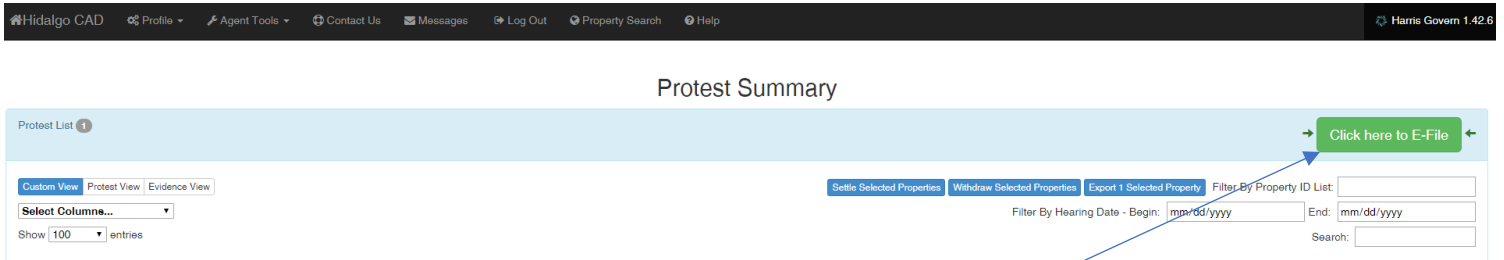 Hidalgo CAD Profile Agent Tools Contact Us Messages Log Out Property Search Help Harris Govern 1.42.6
Protest Summary
Protest List 1 Click here to E-File
Custom View Protest View Evidence View Settle Selected Properties Withdraw Selected Properties Export 1 Selected Property Filter By Property ID List:
Select Columns... Filter By Hearing Date - Begin: mm/dd/yyyy End: mm/dd/yyyy
Show 100 entries Search: